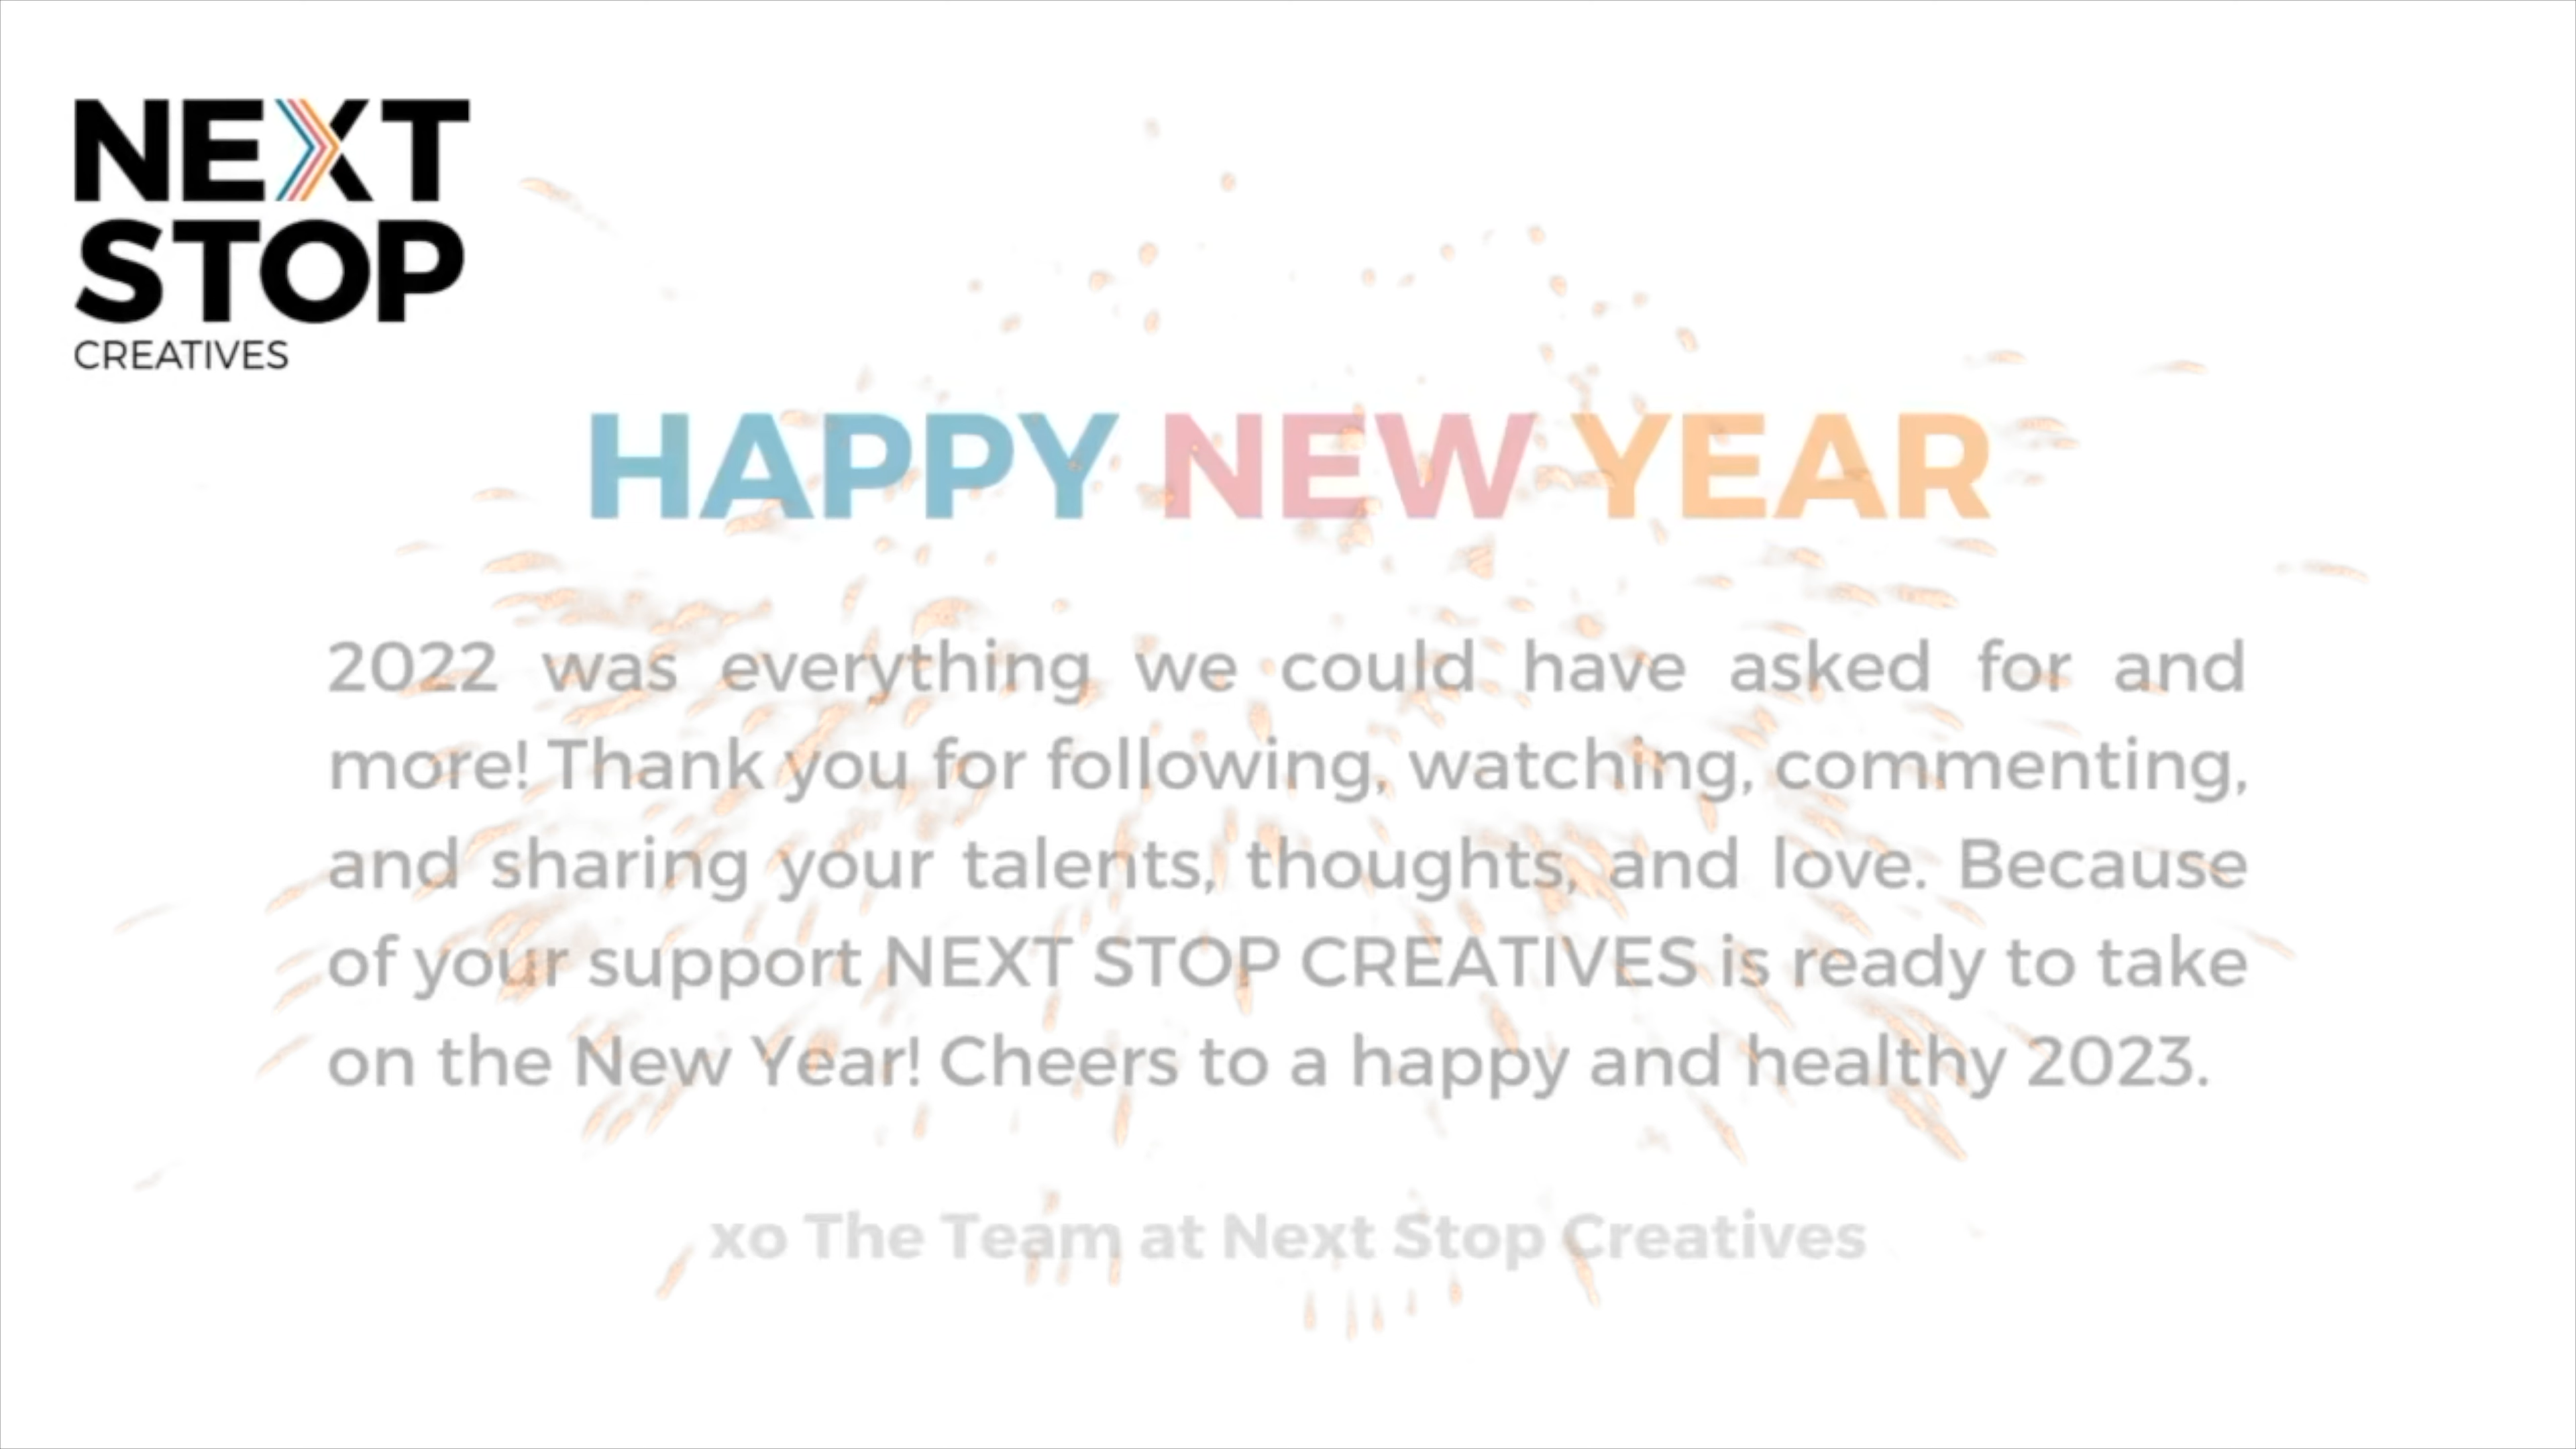 NEXT
STOP
CREATIVES
HAPPY NEW YEAR
2022 was everything we could have asked for and
more! Thank you for following, watching, commenting,
and sharing your talents, thoughts, and love. Because
of your support NEXT STOP CREATIVES is ready to take
on the New Year! Cheers to a happy and healthy 2023.
xo The Team at Next Stop Creatives